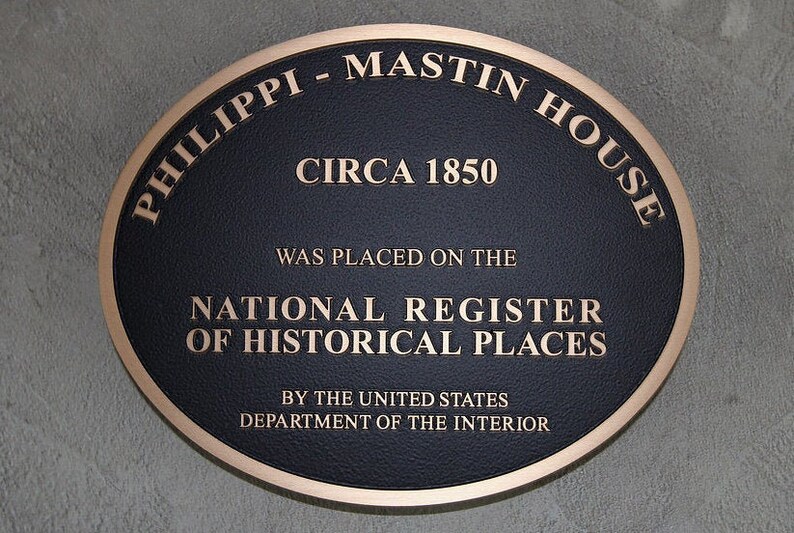 PHILIPPI - MASTIN HOUSE
CIRCA 1850
WAS PLACED ON THE
NATIONAL REGISTER
OF HISTORICAL PLACES
BY THE UNITED STATES
DEPARTMENT OF THE INTERIOR